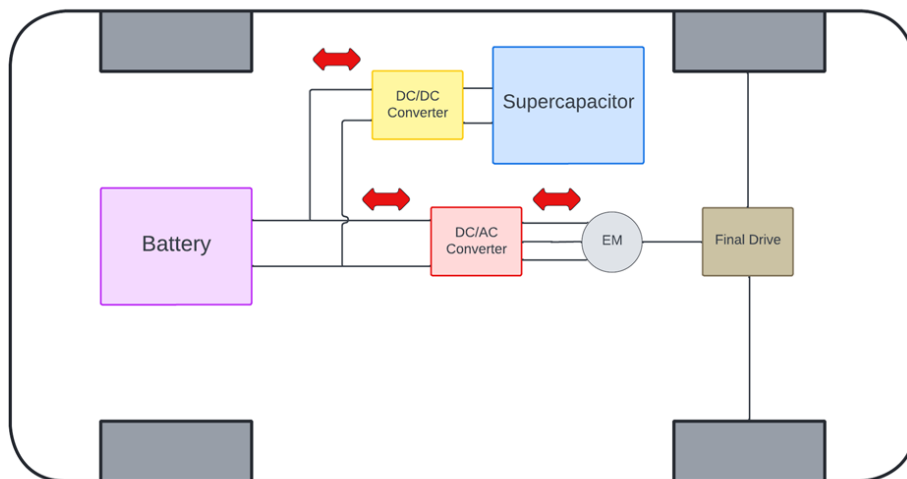 DC/DC
Converter
Supercapacitor
Battery
DC/AC
Converter
EM
Final Drive